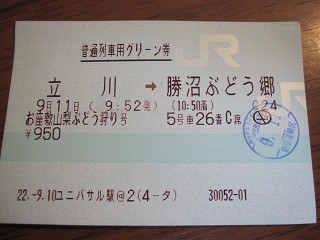 普通列車用グリーン券
立川 → 勝沼ぶどう郷
9月11日( 9:52発) (10:50着) C24
お座敷山梨ぶどう狩り号 5号車26番C席
¥950
22.-9.10ユニバサル駅@2(4-タ) 30052-01
JR
9.11